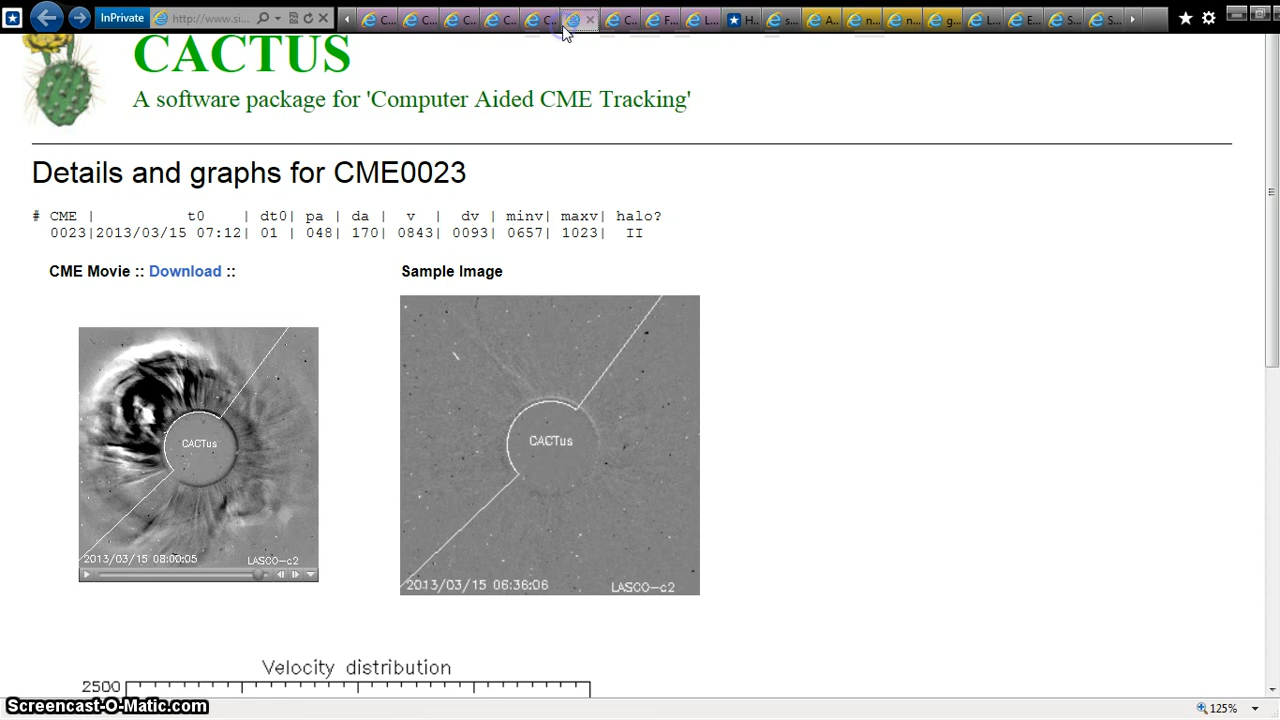 InPrivate http://www.si... C... C... C... C... C... C... F... L... H... s... A... n... n... g... L... E... S... S...
CACTUS
A software package for 'Computer Aided CME Tracking'
Details and graphs for CME0023
# CME | t0 | dt0| pa | da | v | dv | minv| maxv| halo?
0023|2013/03/15 07:12| 01 | 048| 170| 0843| 0093| 0657| 1023| II
CME Movie :: Download ::
Sample Image
CACTus
2013/03/15 08:00:05 LASCO-c2
CACTus
2013/03/15 06:36:06 LASCO-c2
Velocity distribution
2500
Screencast-O-Matic.com
125%